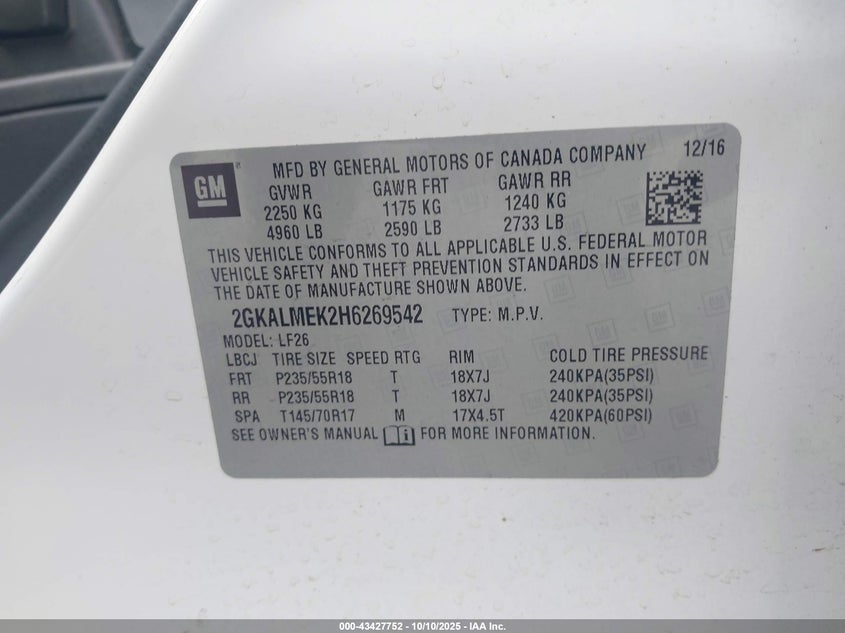 GM
MFD BY GENERAL MOTORS OF CANADA COMPANY 12/16
GVWR GAWR FRT GAWR RR
2250 KG 1175 KG 1240 KG
4960 LB 2590 LB 2733 LB
THIS VEHICLE CONFORMS TO ALL APPLICABLE U.S. FEDERAL MOTOR
VEHICLE SAFETY AND THEFT PREVENTION STANDARDS IN EFFECT ON
THE DATE OF MANUFACTURE SHOWN ABOVE.
2GKALMEK2H6269542 TYPE: M.P.V.
MODEL: LF26
LBCJ TIRE SIZE SPEED RTG RIM COLD TIRE PRESSURE
FRT P235/55R18 T 18X7J 240KPA(35PSI)
RR P235/55R18 T 18X7J 240KPA(35PSI)
SPA T145/70R17 M 17X4.5T 420KPA(60PSI)
SEE OWNER'S MANUAL FOR MORE INFORMATION.
000-43427752 - 10/10/2025 - IAA Inc.